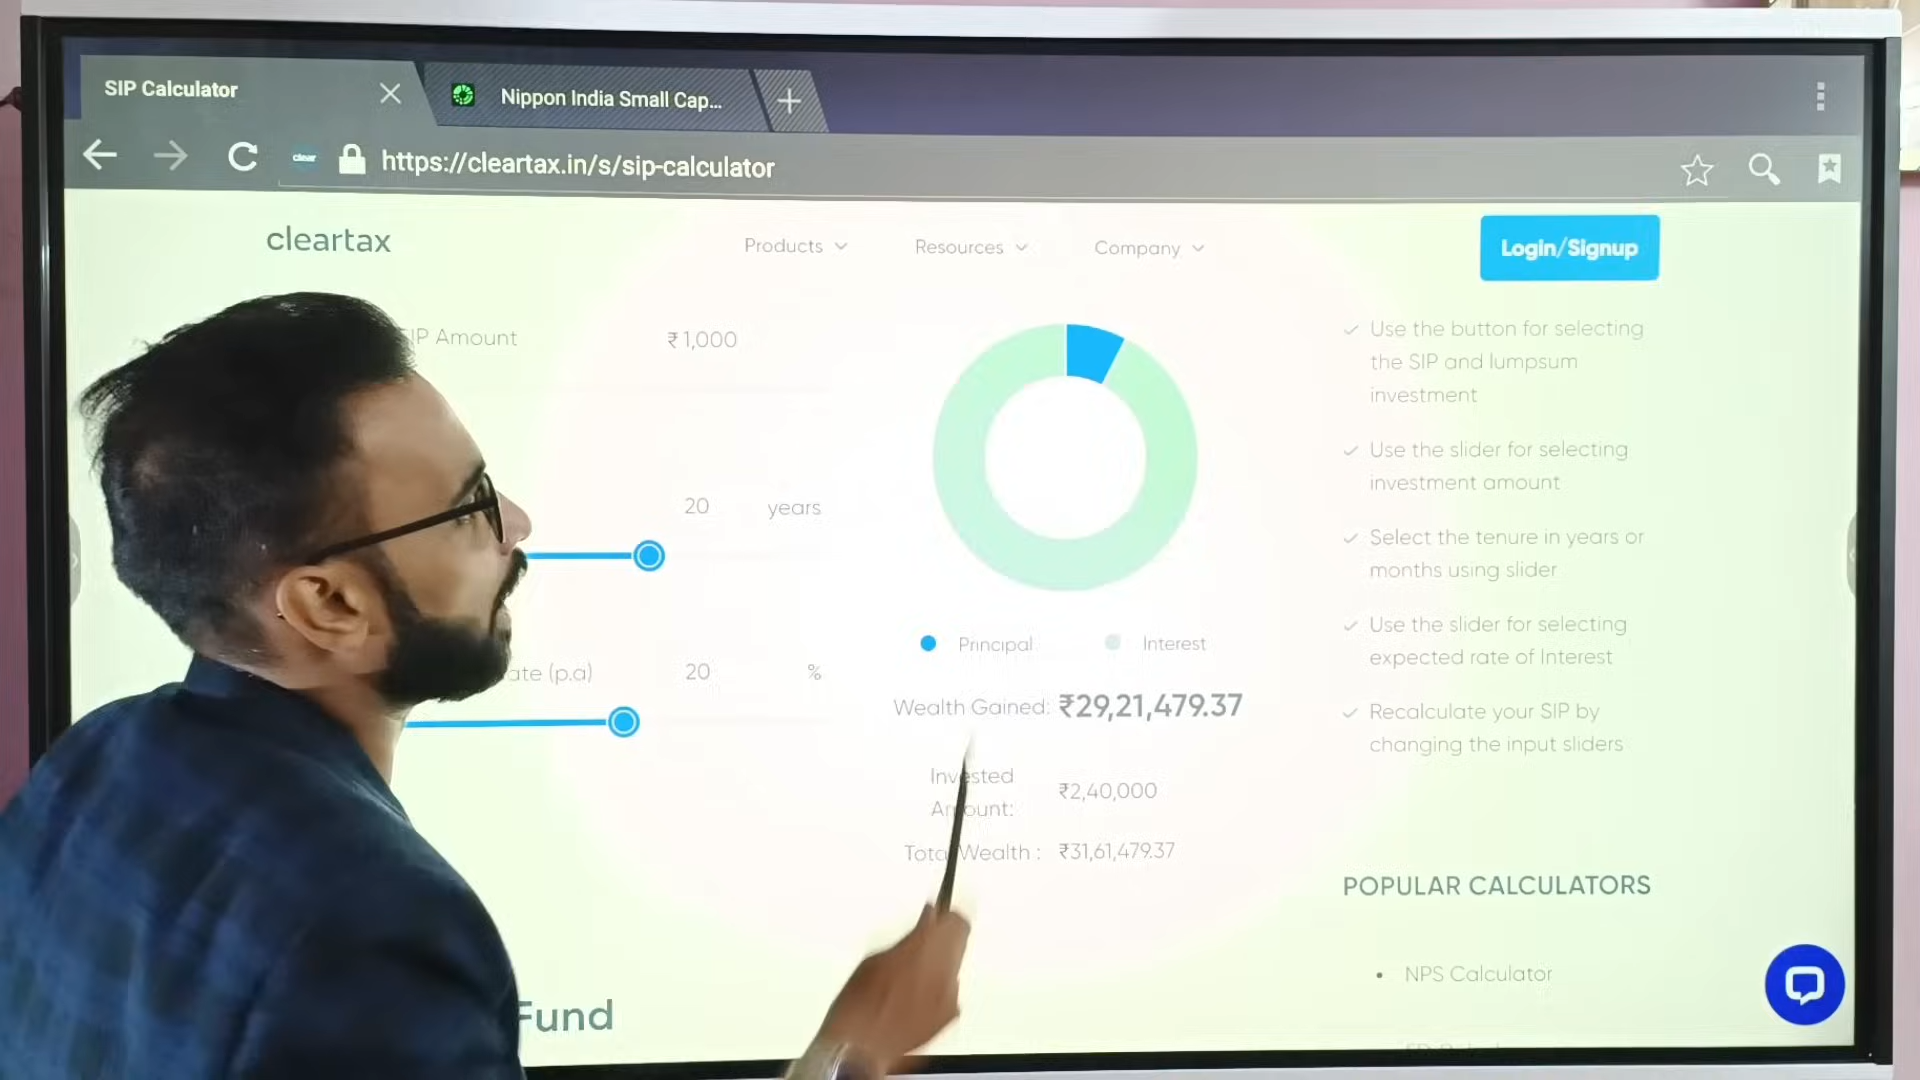 SIP Calculator
Nippon India Small Cap...
clear
https://cleartax.in/s/sip-calculator
cleartax
Products
Resources
Company
Login/Signup
IP Amount
₹1,000
20 years
ate (p.a)
20 %
Principal
Interest
Wealth Gained: ₹29,21,479.37
Invested
Amount:
₹2,40,000
Total Wealth : ₹31,61,479.37
Fund
Use the button for selecting
the SIP and lumpsum
investment
Use the slider for selecting
investment amount
Select the tenure in years or
months using slider
Use the slider for selecting
expected rate of Interest
Recalculate your SIP by
changing the input sliders
POPULAR CALCULATORS
• NPS Calculator